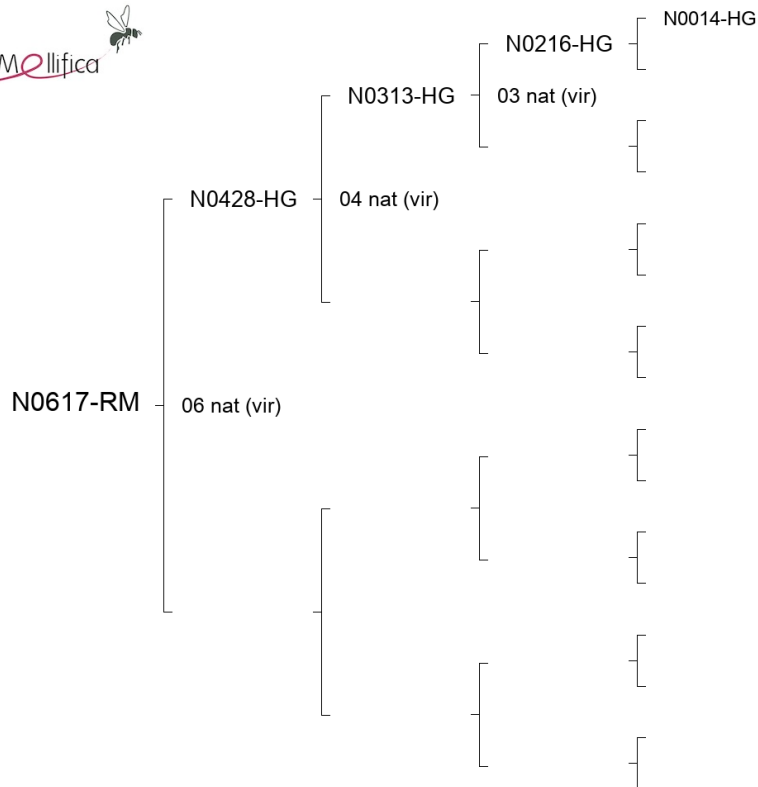 Mellifica
N0014-HG
N0216-HG
N0313-HG
03 nat (vir)
N0428-HG
04 nat (vir)
N0617-RM
06 nat (vir)